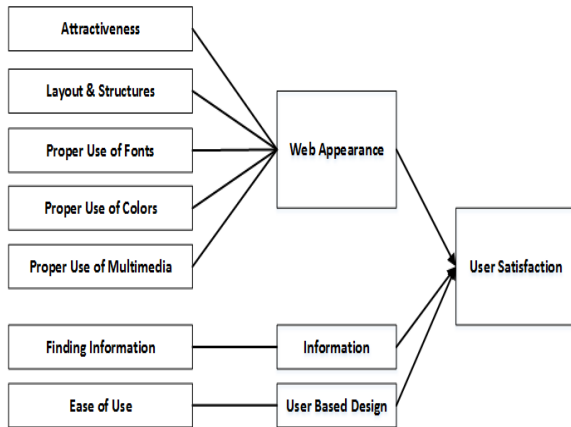 Attractiveness
Layout & Structures
Proper Use of Fonts
Proper Use of Colors
Proper Use of Multimedia
Finding Information
Ease of Use
Web Appearance
Information
User Based Design
User Satisfaction